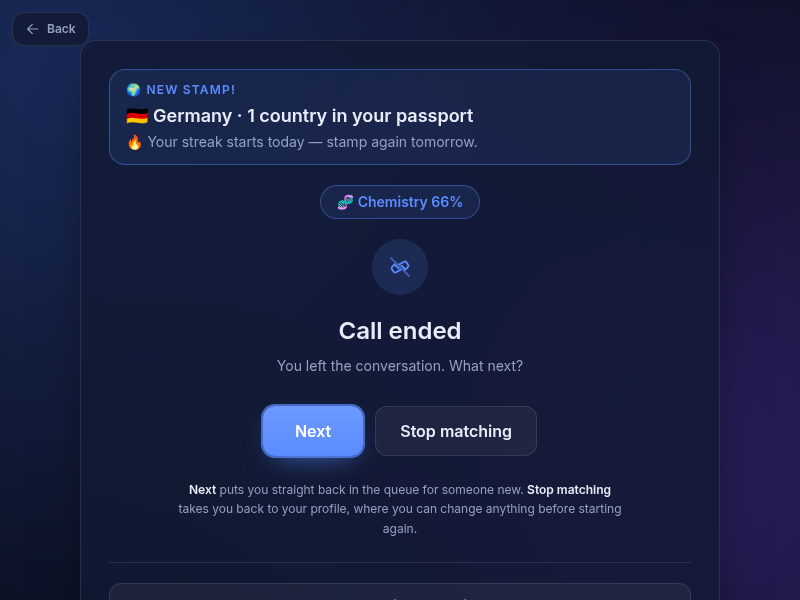 Back
NEW STAMP!
Germany · 1 country in your passport
Your streak starts today — stamp again tomorrow.
Chemistry 66%
Call ended
You left the conversation. What next?
Next
Stop matching
Next puts you straight back in the queue for someone new. Stop matching
takes you back to your profile, where you can change anything before starting
again.